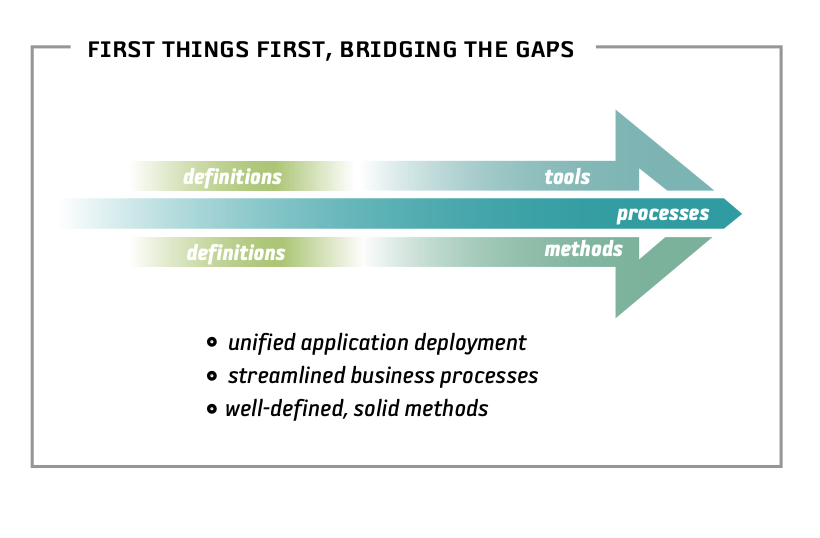 FIRST THINGS FIRST, BRIDGING THE GAPS
definitions
tools
processes
definitions
methods
unified application deployment
streamlined business processes
well-defined, solid methods